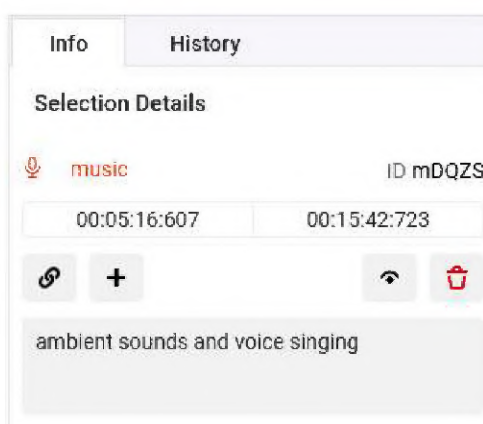 Info History
Selection Details
music ID mDQZS
00:05:16:607 00:15:42:723
ambient sounds and voice singing